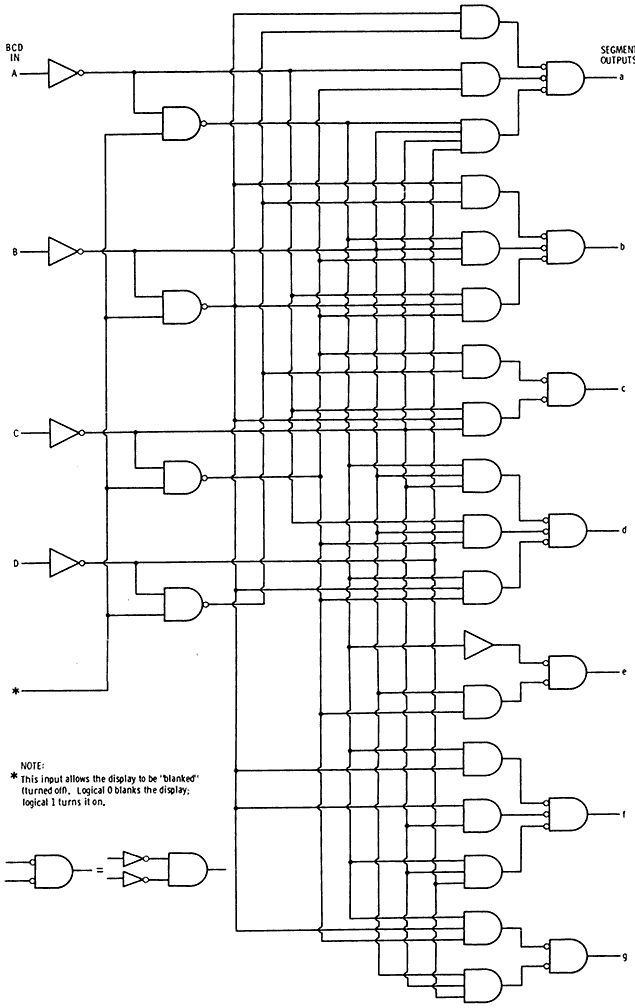 BCD
IN
A
SEGMENT
OUTPUTS
a
b
B
c
C
d
D
e
*
NOTE:
* This input allows the display to be "blanked"
(turned off). Logical 0 blanks the display;
logical 1 turns it on.
f
=
g